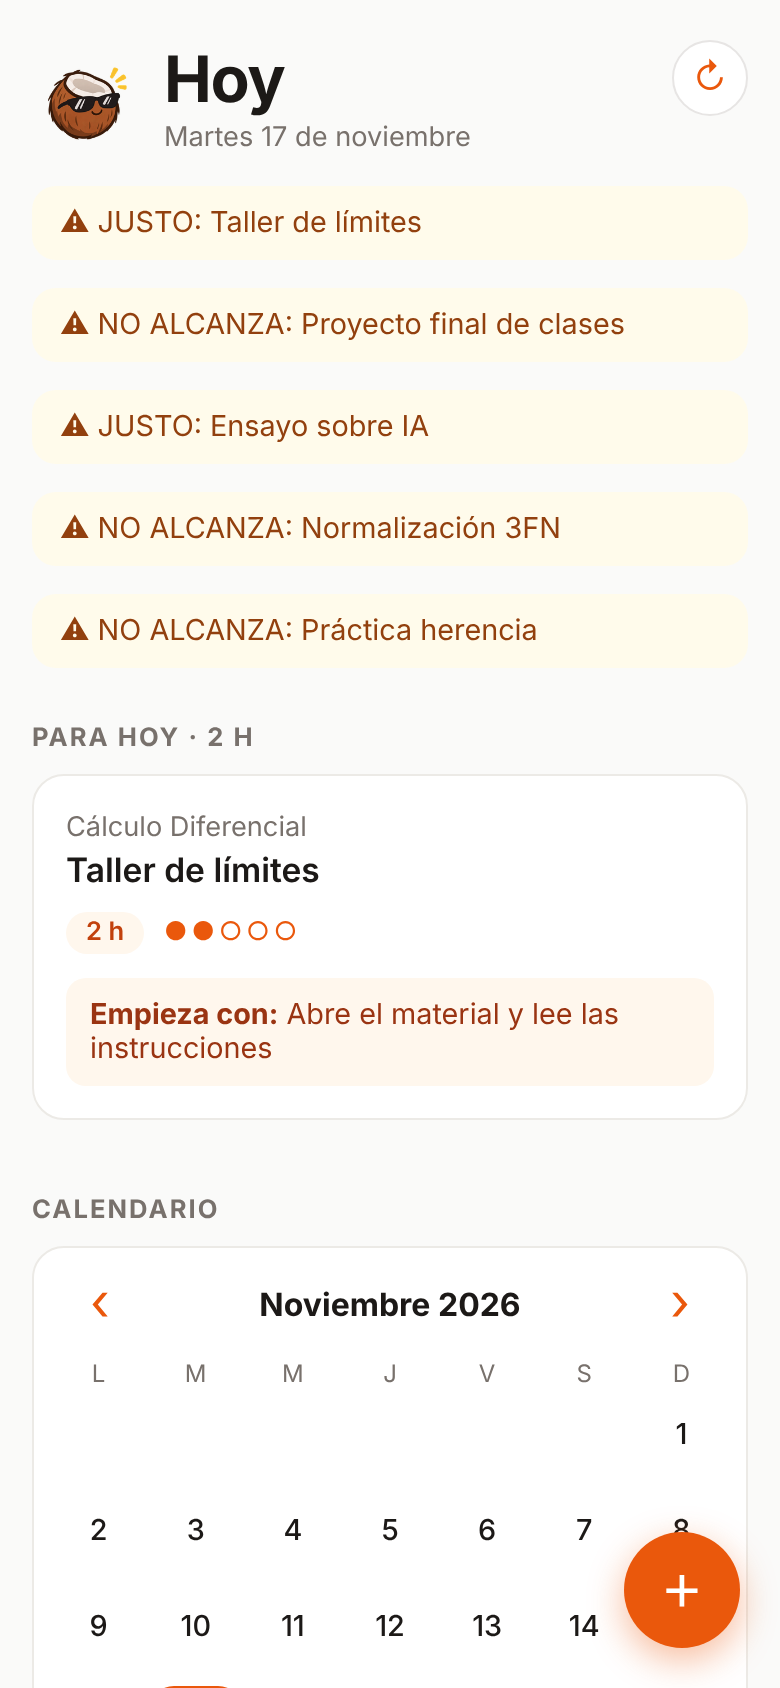 Hoy
Martes 17 de noviembre
⚠ JUSTO: Taller de límites
⚠ NO ALCANZA: Proyecto final de clases
⚠ JUSTO: Ensayo sobre IA
⚠ NO ALCANZA: Normalización 3FN
⚠ NO ALCANZA: Práctica herencia
PARA HOY · 2 H
Cálculo Diferencial
Taller de límites
2 h
Empieza con: Abre el material y lee las
instrucciones
CALENDARIO
‹ Noviembre 2026 ›
L M M J V S D
1
2 3 4 5 6 7 8
9 10 11 12 13 14
+